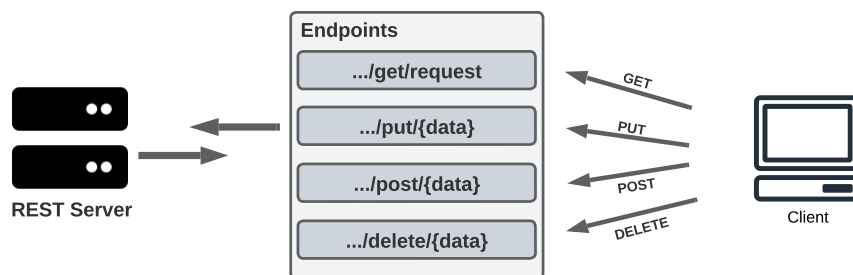 Endpoints
.../get/request
.../put/{data}
.../post/{data}
.../delete/{data}
GET
PUT
POST
DELETE
REST Server
Client